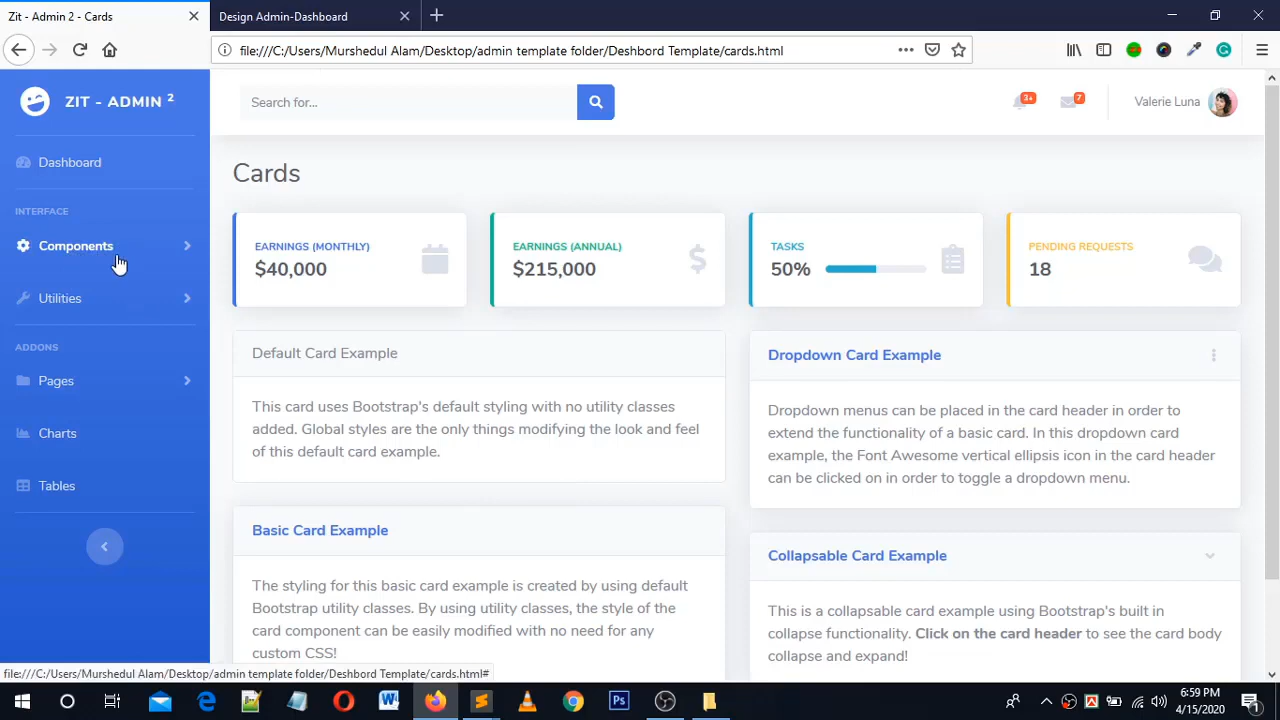 Zit - Admin 2 - Cards
Design Admin-Dashboard
file:///C:/Users/Murshedul Alam/Desktop/admin template folder/Deshbord Template/cards.html
ZIT - ADMIN 2
Search for...
3+
7
Valerie Luna
Dashboard
INTERFACE
Components
Utilities
ADDONS
Pages
Charts
Tables
Cards
EARNINGS (MONTHLY)
$40,000
EARNINGS (ANNUAL)
$215,000
TASKS
50%
PENDING REQUESTS
18
Default Card Example
This card uses Bootstrap's default styling with no utility classes
added. Global styles are the only things modifying the look and feel
of this default card example.
Dropdown Card Example
Dropdown menus can be placed in the card header in order to
extend the functionality of a basic card. In this dropdown card
example, the Font Awesome vertical ellipsis icon in the card header
can be clicked on in order to toggle a dropdown menu.
Basic Card Example
The styling for this basic card example is created by using default
Bootstrap utility classes. By using utility classes, the style of the
card component can be easily modified with no need for any
custom CSS!
Collapsable Card Example
This is a collapsable card example using Bootstrap's built in
collapse functionality. Click on the card header to see the card body
collapse and expand!
file:///C:/Users/Murshedul Alam/Desktop/admin template folder/Deshbord Template/cards.html#
6:59 PM
4/15/2020
1